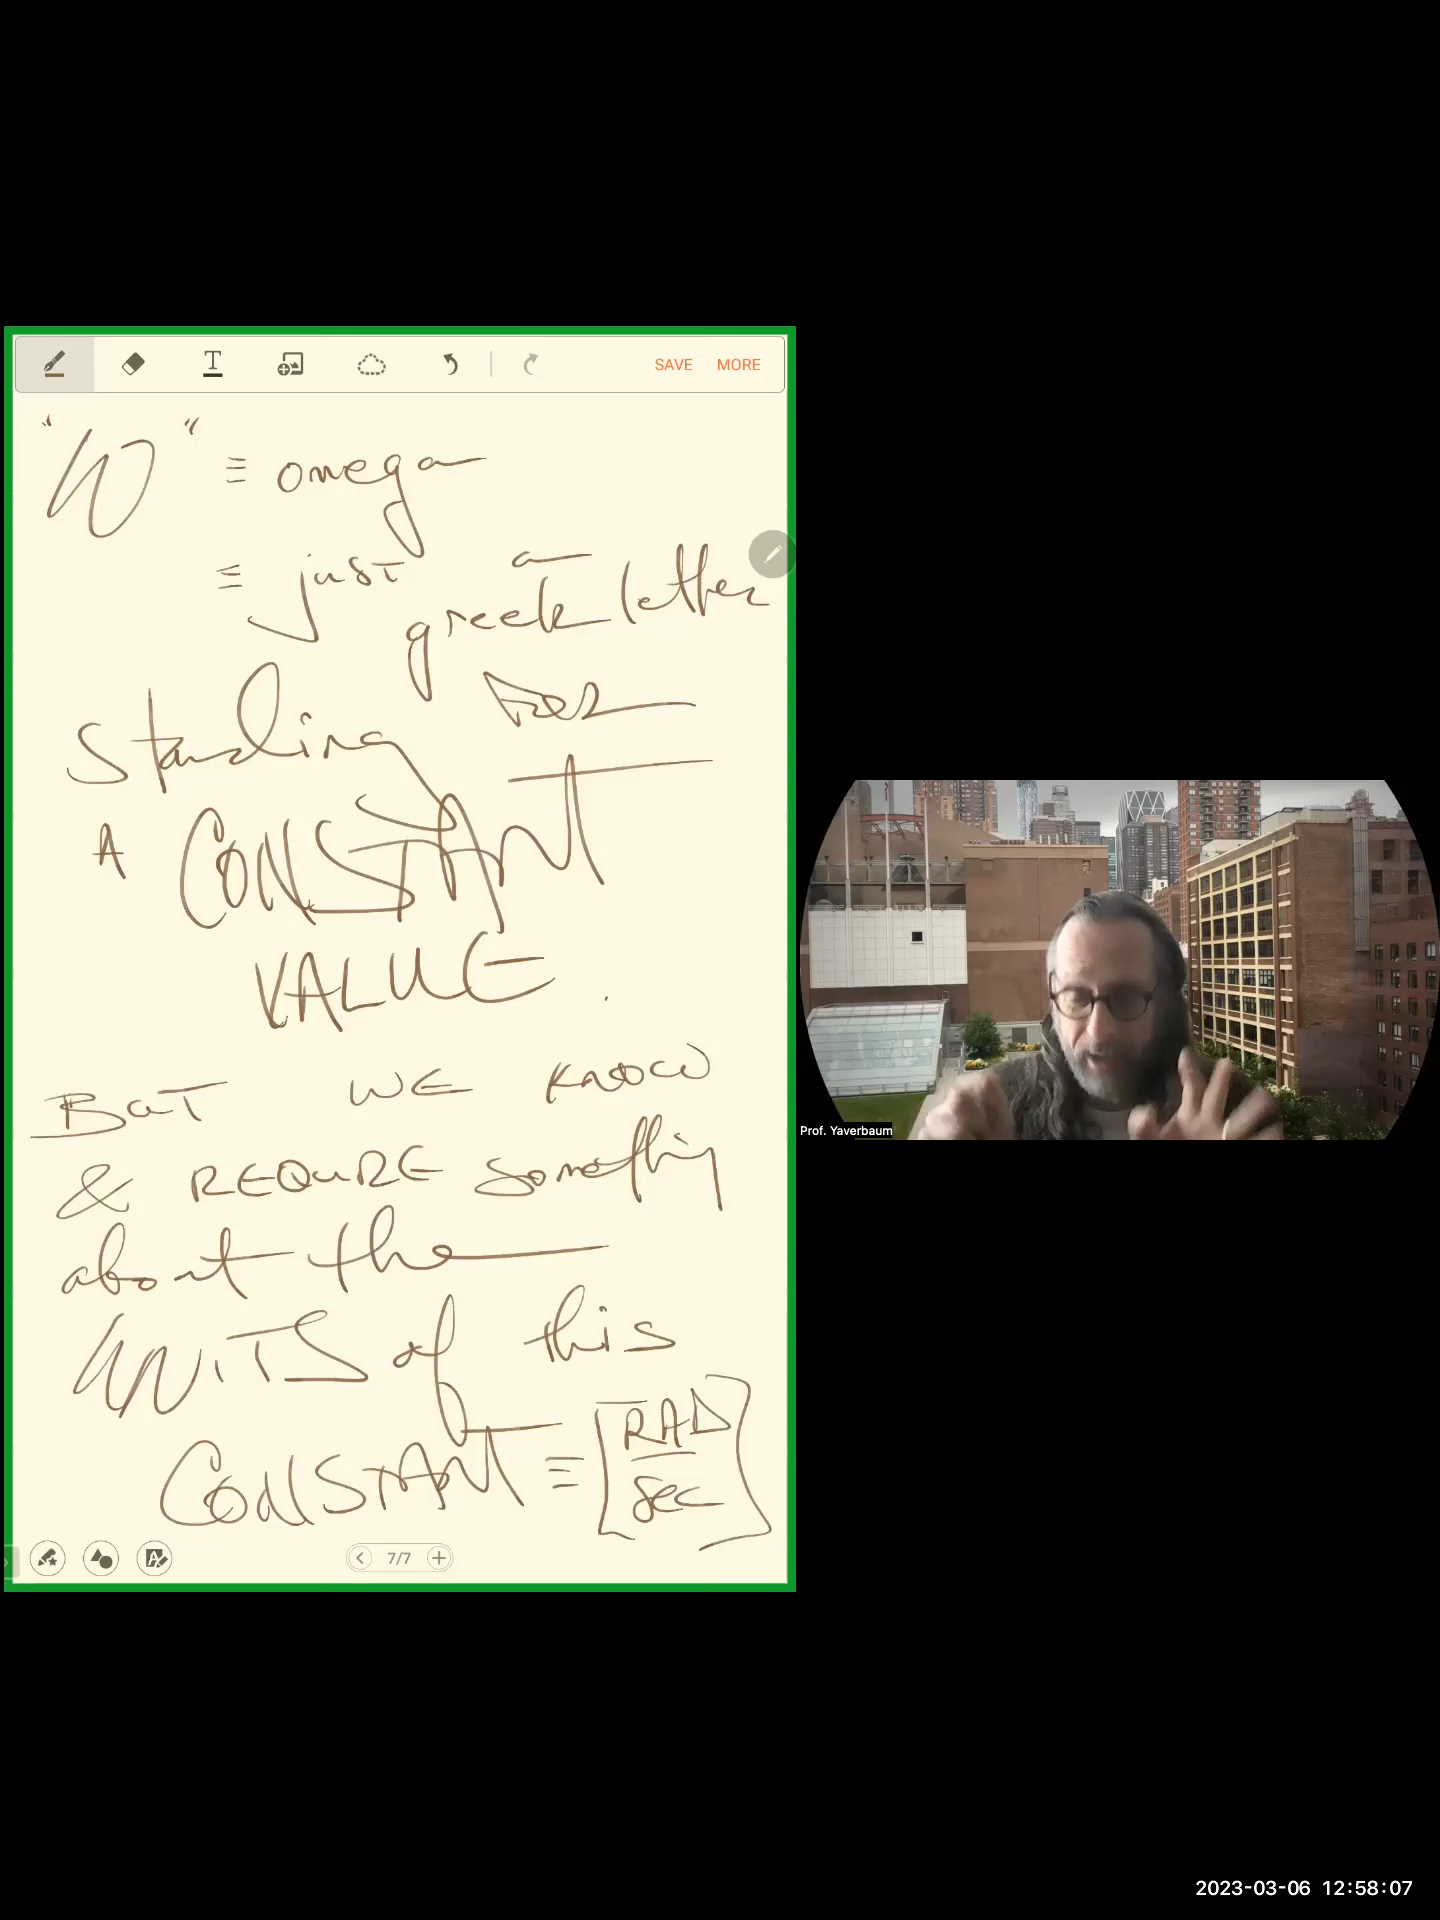 SAVE MORE
"ω" ≡ omega
≡ just a
greek letter
standing FOR
A CONSTANT
VALUE.
BUT WE KNOW
& REQUIRE something
about the
UNITS of this
CONSTANT ≡ [RAD/sec]
7/7
Prof. Yaverbaum
2023-03-06 12:58:07